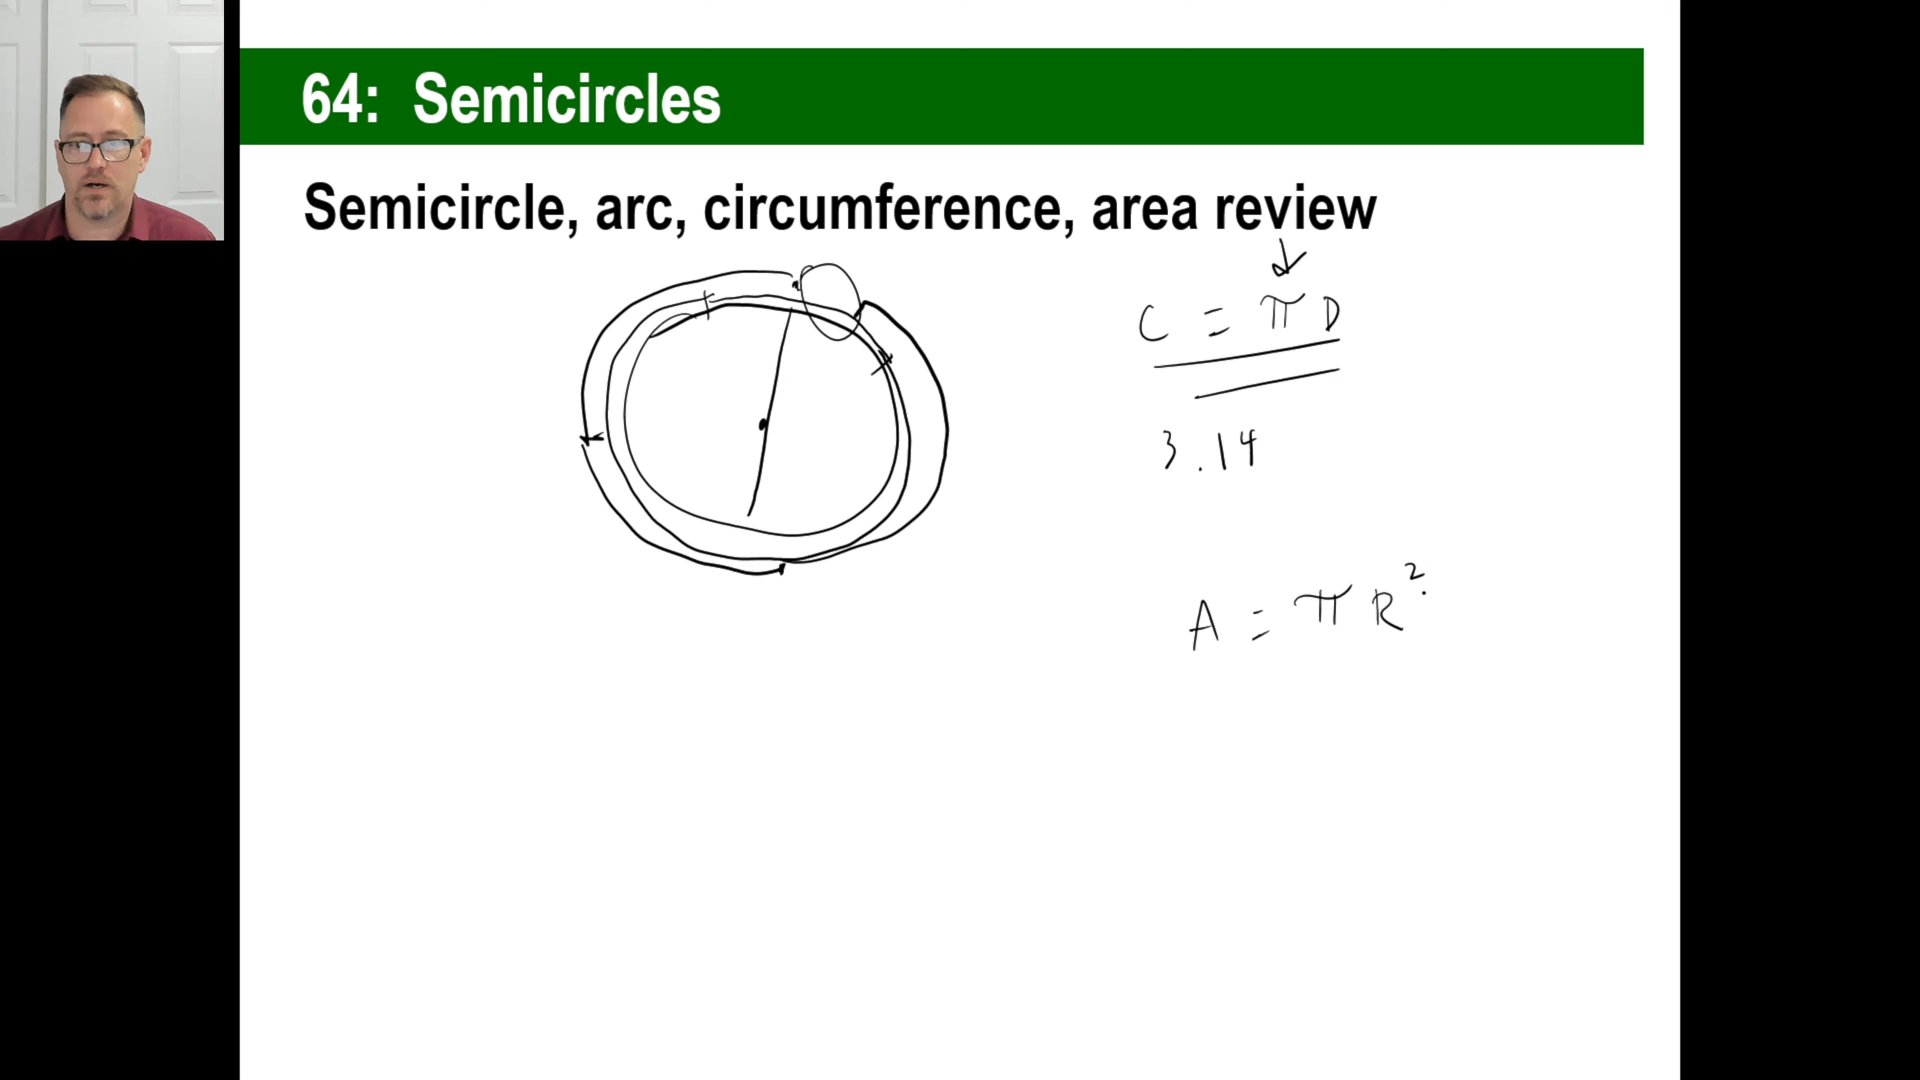 64: Semicircles
Semicircle, arc, circumference, area review
C = π D
3.14
A = π R²